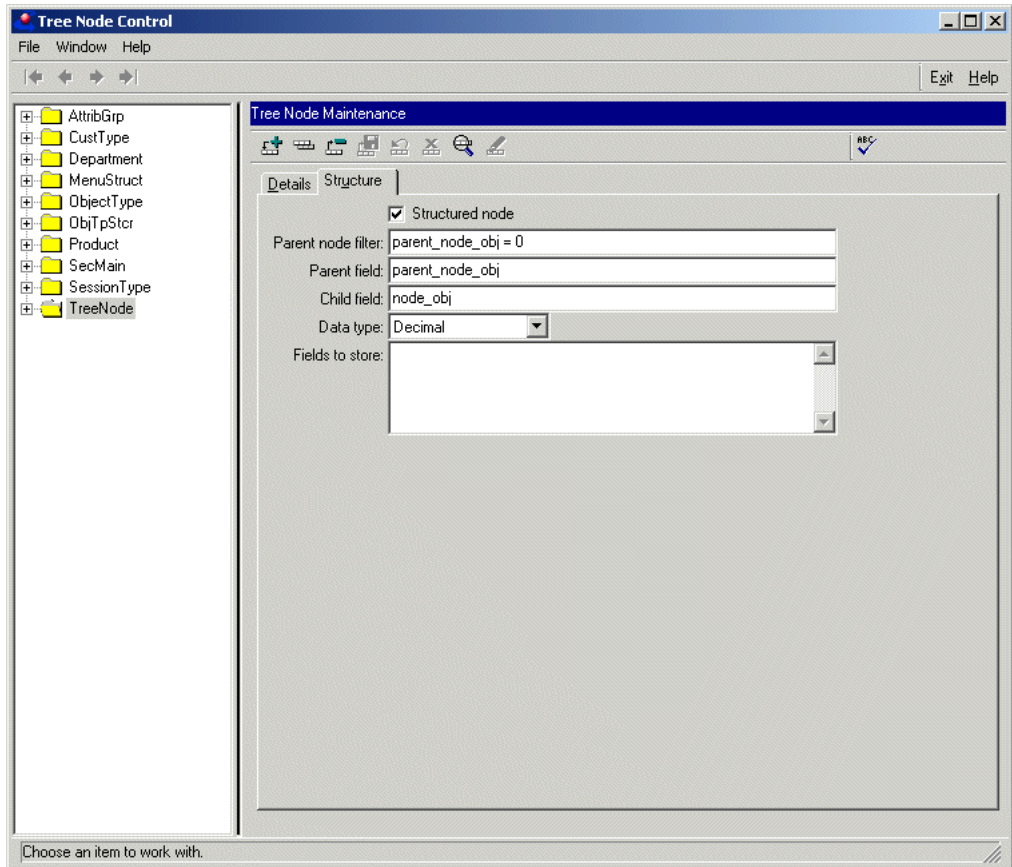 Tree Node Control
File Window Help
Exit Help
AttribGrp
CustType
Department
MenuStruct
ObjectType
ObjTpStcr
Product
SecMain
SessionType
TreeNode
Tree Node Maintenance
ABC
Details Structure
Structured node
Parent node filter: parent_node_obj = 0
Parent field: parent_node_obj
Child field: node_obj
Data type: Decimal
Fields to store:
Choose an item to work with.